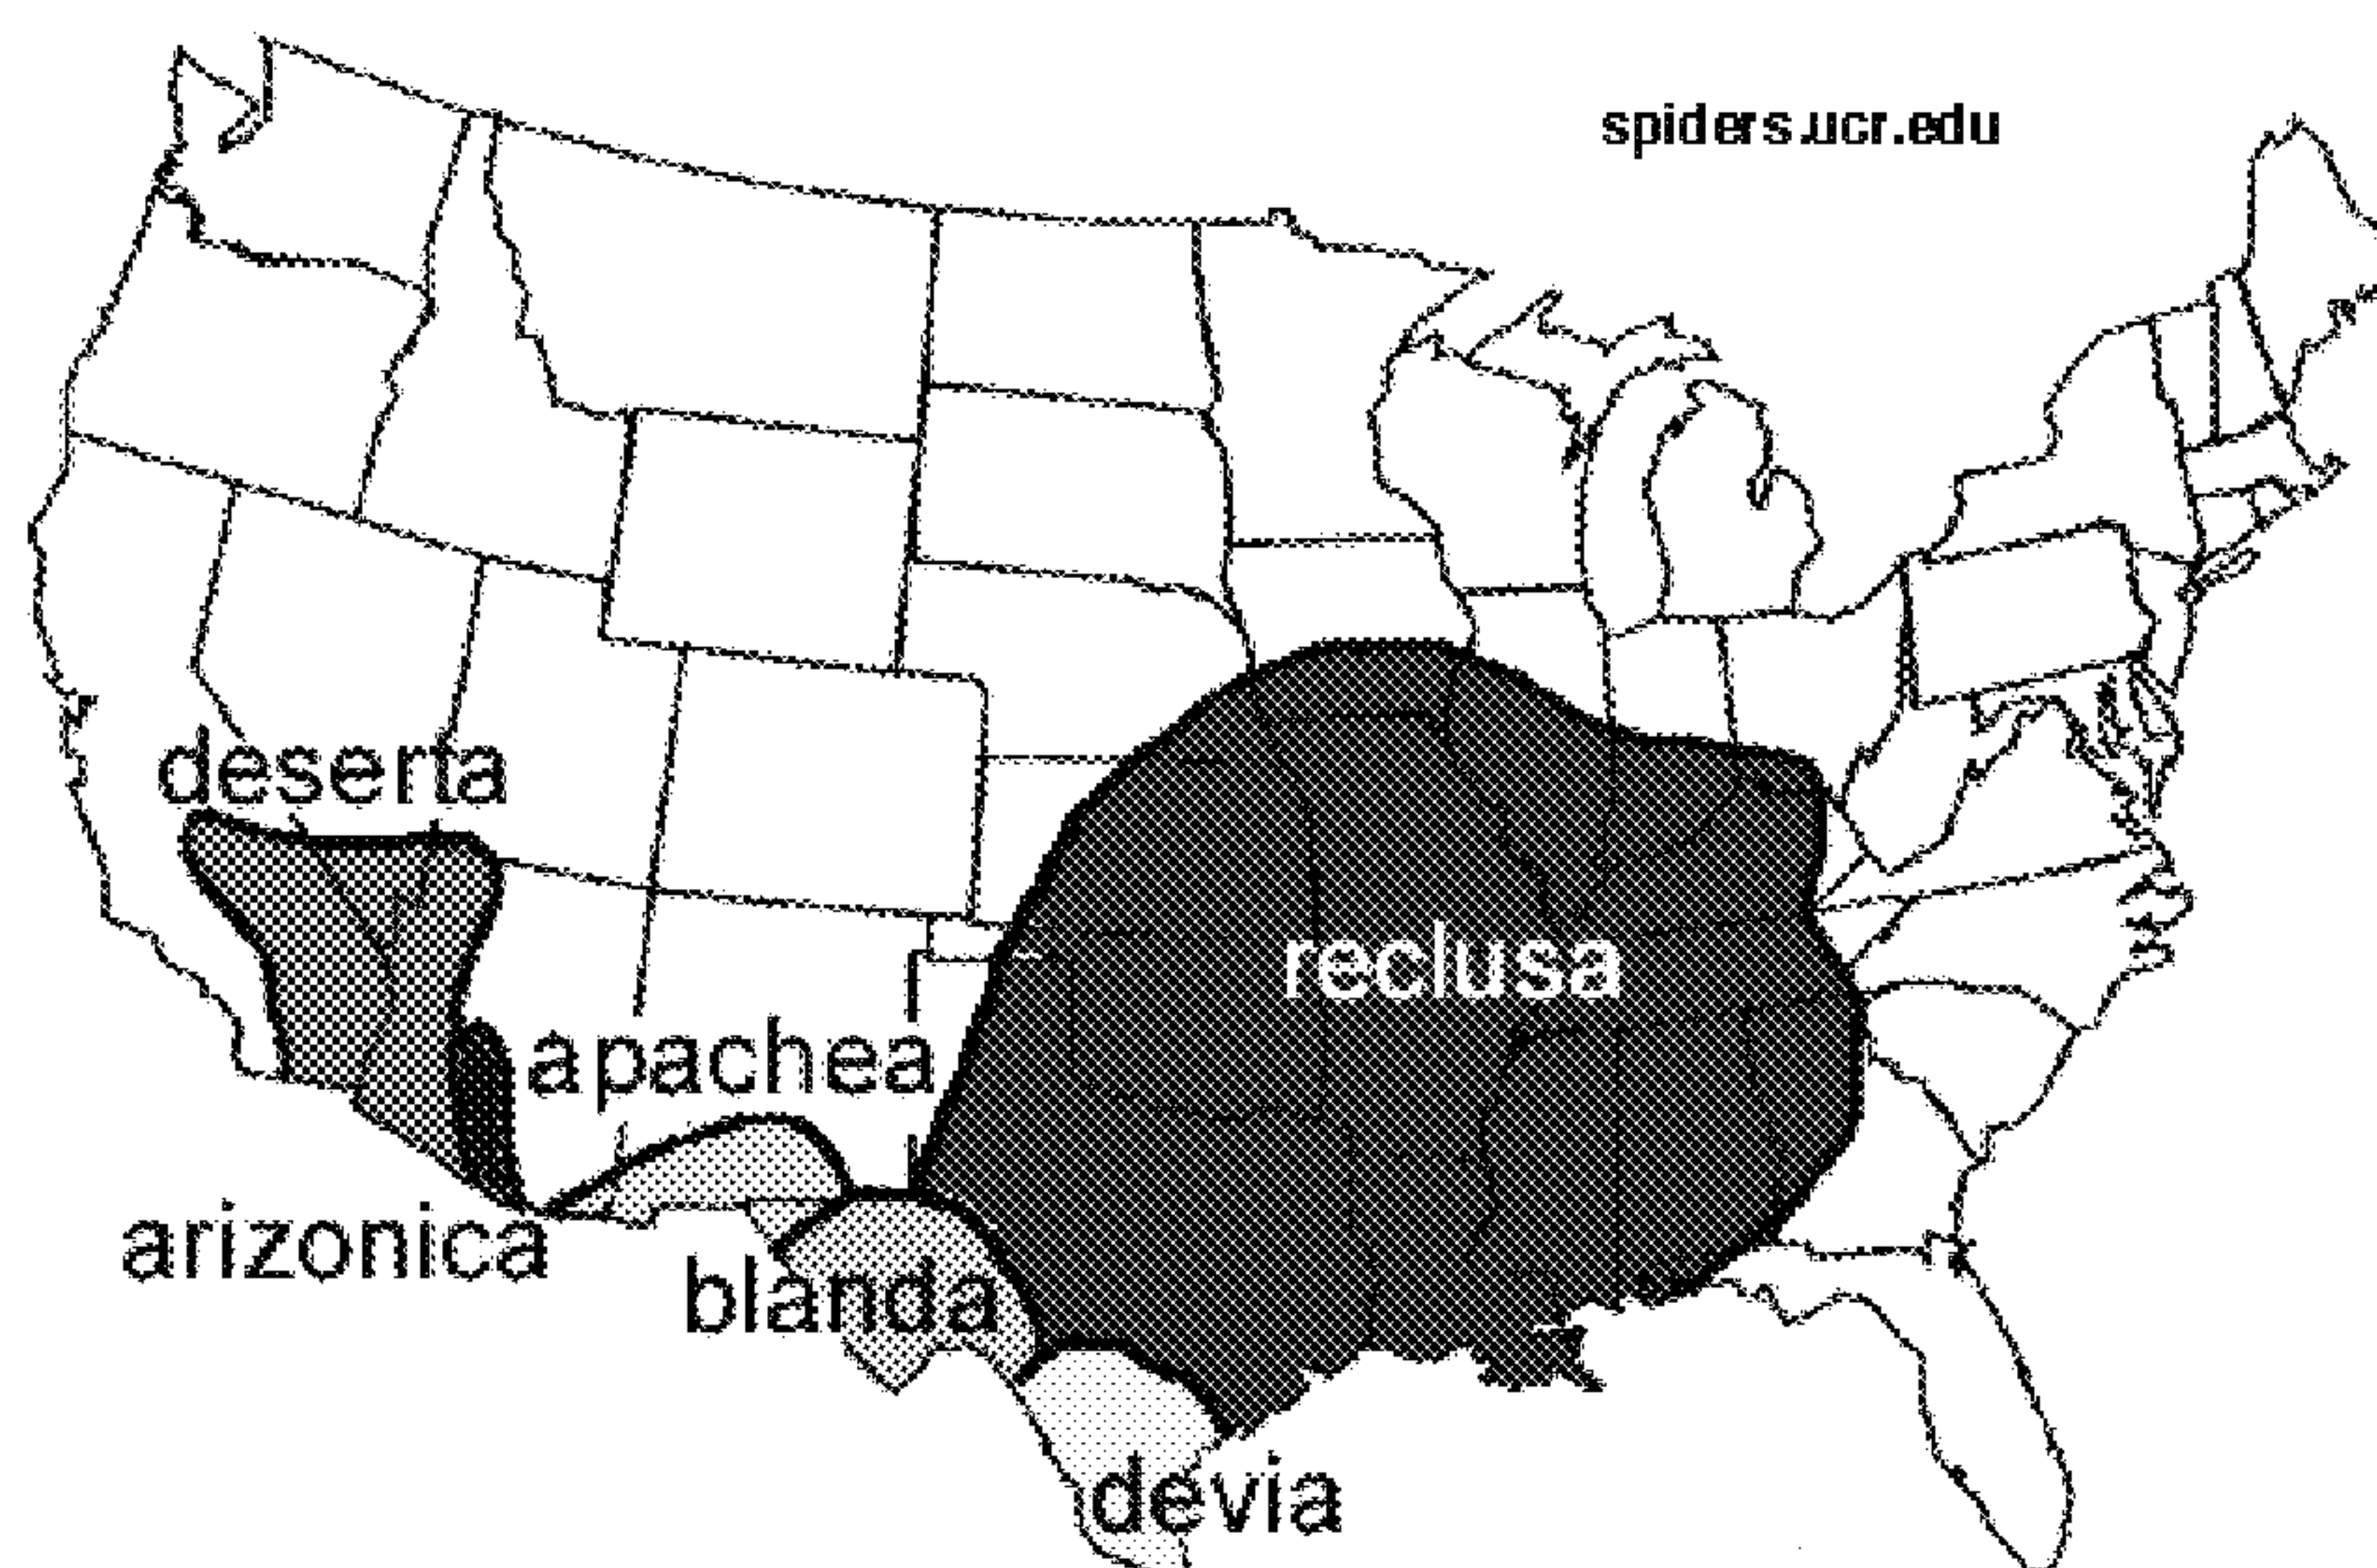 spiders.ucr.edu
deserta
reclusa
apachea
arizonica
blanda
devia